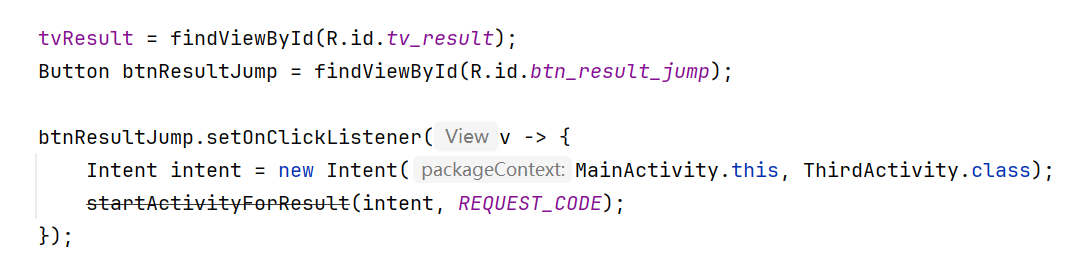 tvResult = findViewById(R.id.tv_result);
Button btnResultJump = findViewById(R.id.btn_result_jump);
btnResultJump.setOnClickListener( View v -> {
Intent intent = new Intent( packageContext: MainActivity.this, ThirdActivity.class);
startActivityForResult(intent, REQUEST_CODE);
});